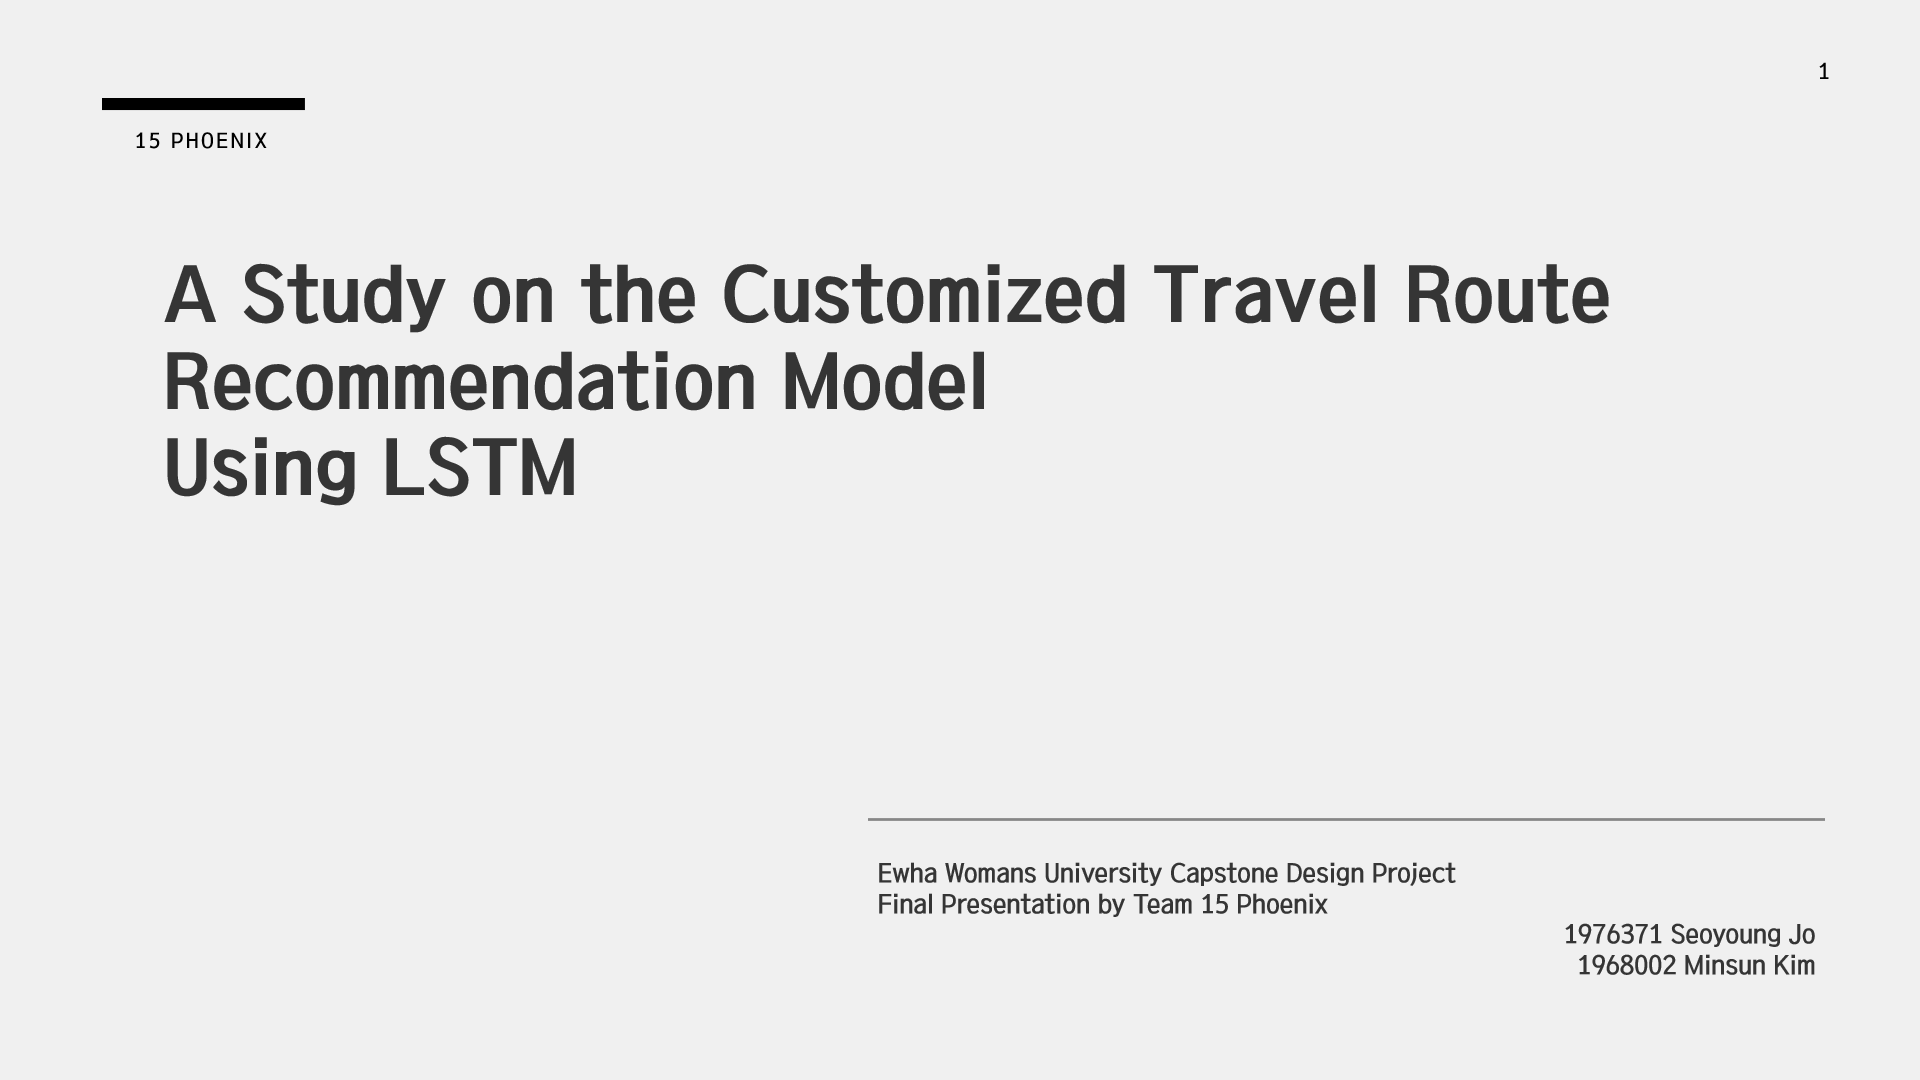 1
15 PHOENIX
A Study on the Customized Travel Route
Recommendation Model
Using LSTM
Ewha Womans University Capstone Design Project
Final Presentation by Team 15 Phoenix
1976371 Seoyoung Jo
1968002 Minsun Kim